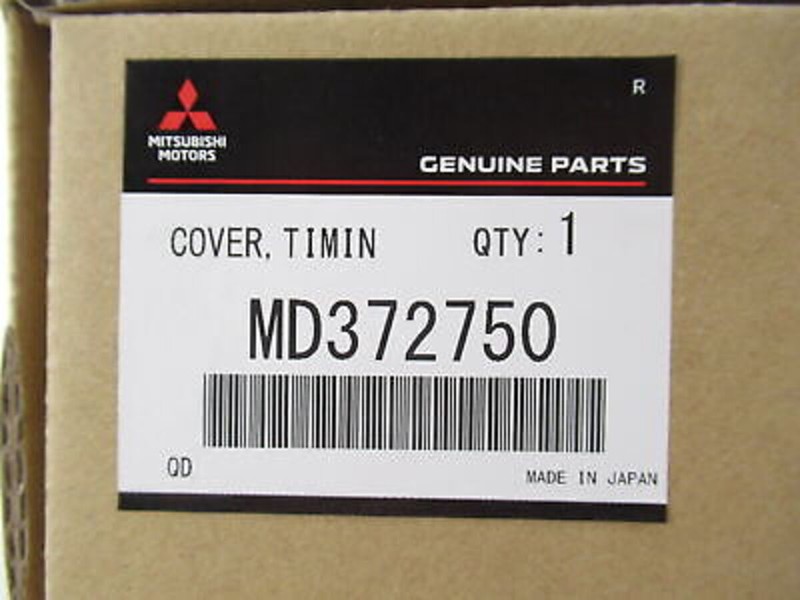 R
MITSUBISHI
MOTORS
GENUINE PARTS
COVER, TIMIN QTY: 1
MD372750
QD
MADE IN JAPAN